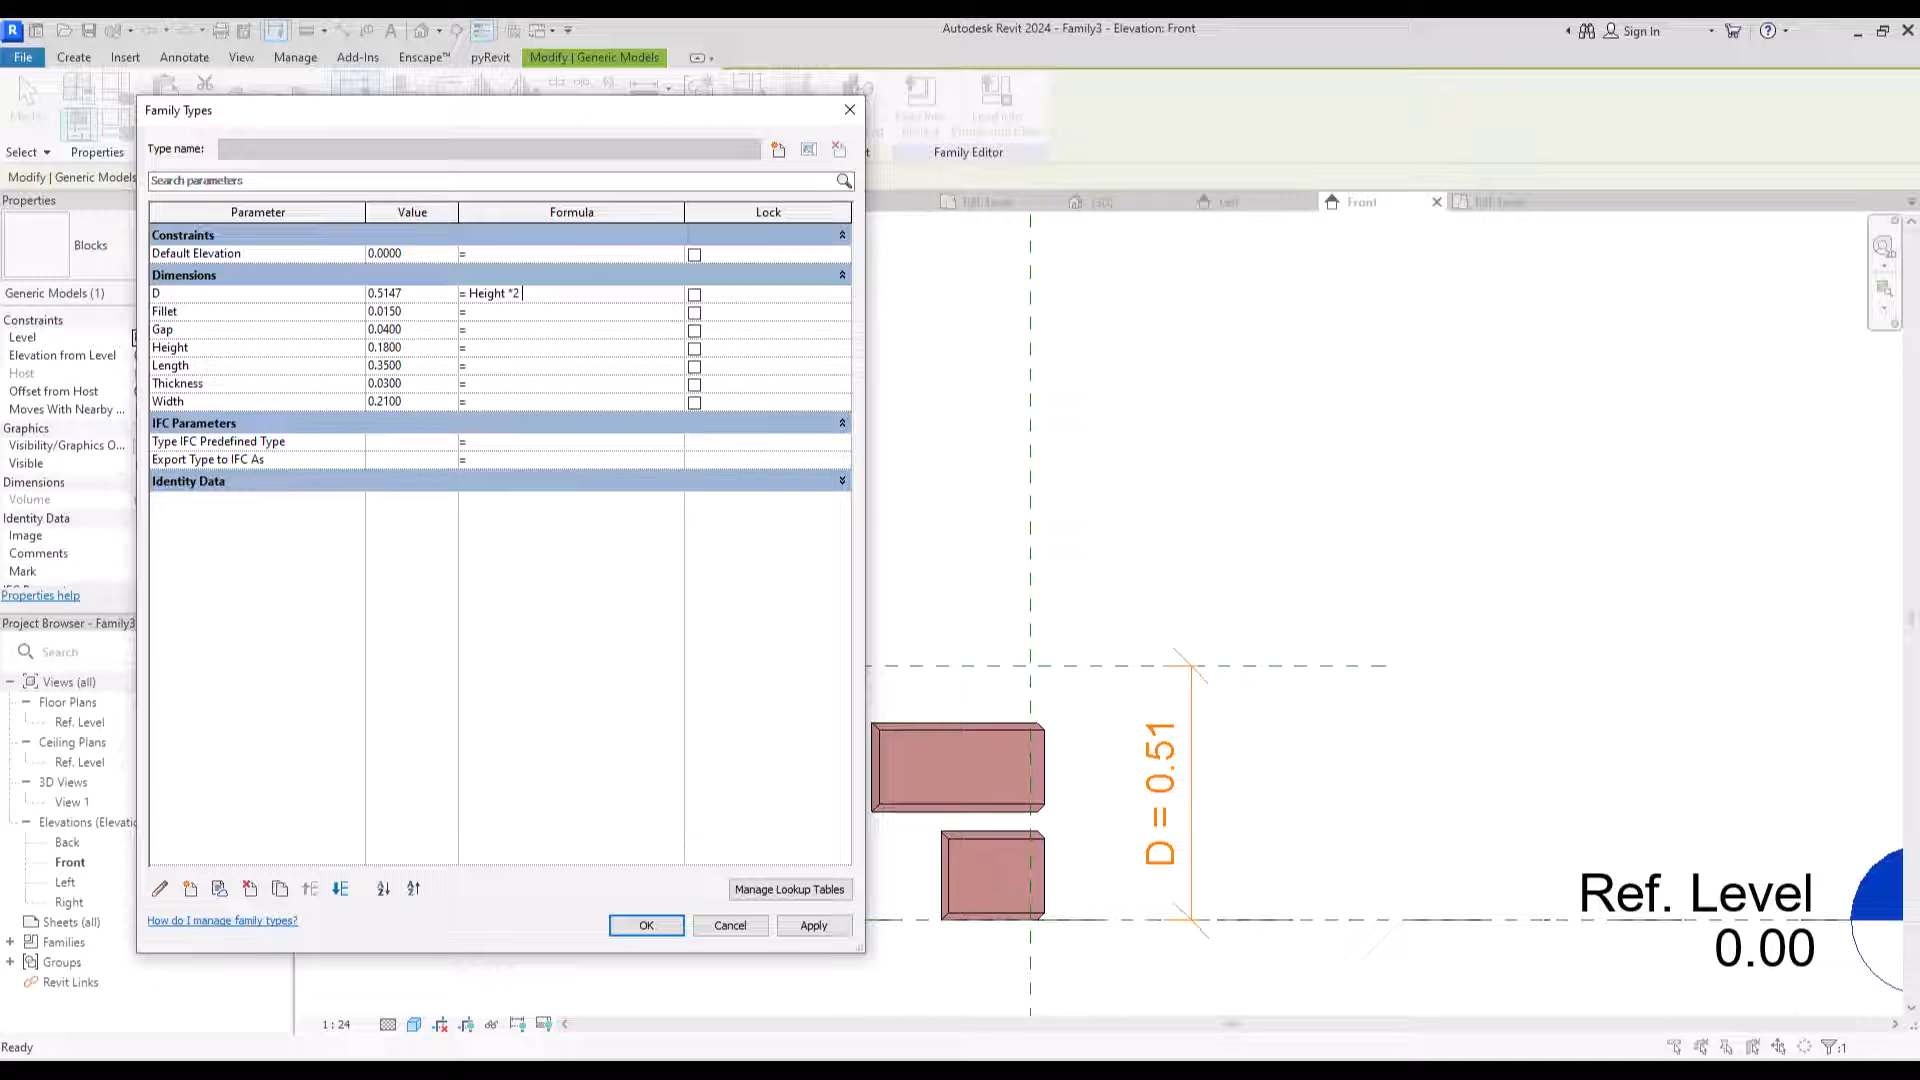 Autodesk Revit 2024 - Family3 - Elevation: Front
Sign In
File
Create
Insert
Annotate
View
Manage
Add-Ins
Enscape™
pyRevit
Modify | Generic Models
Select
Properties
Family Editor
Modify | Generic Models
Properties
Blocks
Generic Models (1)
Constraints
Level
Elevation from Level
Host
Offset from Host
Moves With Nearby ...
Graphics
Visibility/Graphics O...
Visible
Dimensions
Volume
Identity Data
Image
Comments
Mark
Properties help
Project Browser - Family3
Search
Views (all)
Floor Plans
Ref. Level
Ceiling Plans
Ref. Level
3D Views
View 1
Elevations (Elevatio
Back
Front
Left
Right
Sheets (all)
Families
Groups
Revit Links
Ready
Family Types
Type name:
Search parameters
Parameter Value Formula Lock
Constraints
Default Elevation 0.0000 =
Dimensions
D 0.5147 = Height *2
Fillet 0.0150 =
Gap 0.0400 =
Height 0.1800 =
Length 0.3500 =
Thickness 0.0300 =
Width 0.2100 =
IFC Parameters
Type IFC Predefined Type =
Export Type to IFC As =
Identity Data
Manage Lookup Tables
How do I manage family types?
OK
Cancel
Apply
Front
D = 0.51
Ref. Level
0.00
1 : 24
:1